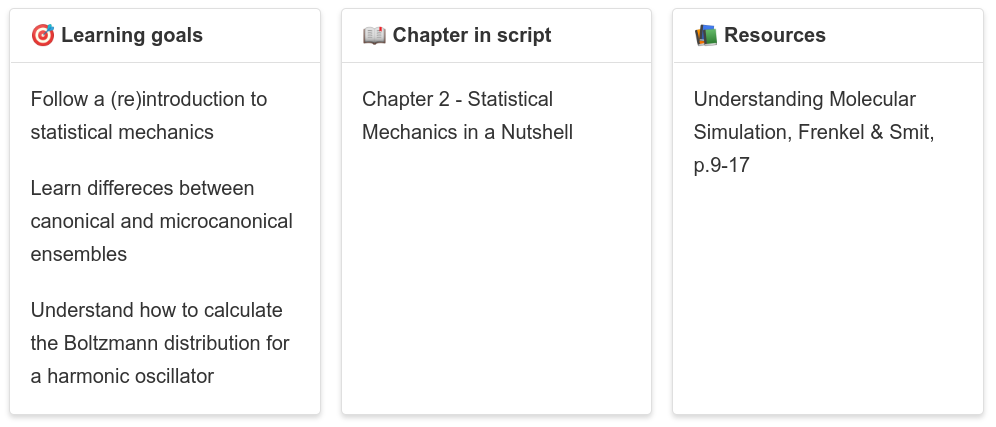 Learning goals
Follow a (re)introduction to
statistical mechanics
Learn differeces between
canonical and microcanonical
ensembles
Understand how to calculate
the Boltzmann distribution for
a harmonic oscillator
Chapter in script
Chapter 2 - Statistical
Mechanics in a Nutshell
Resources
Understanding Molecular
Simulation, Frenkel & Smit,
p.9-17